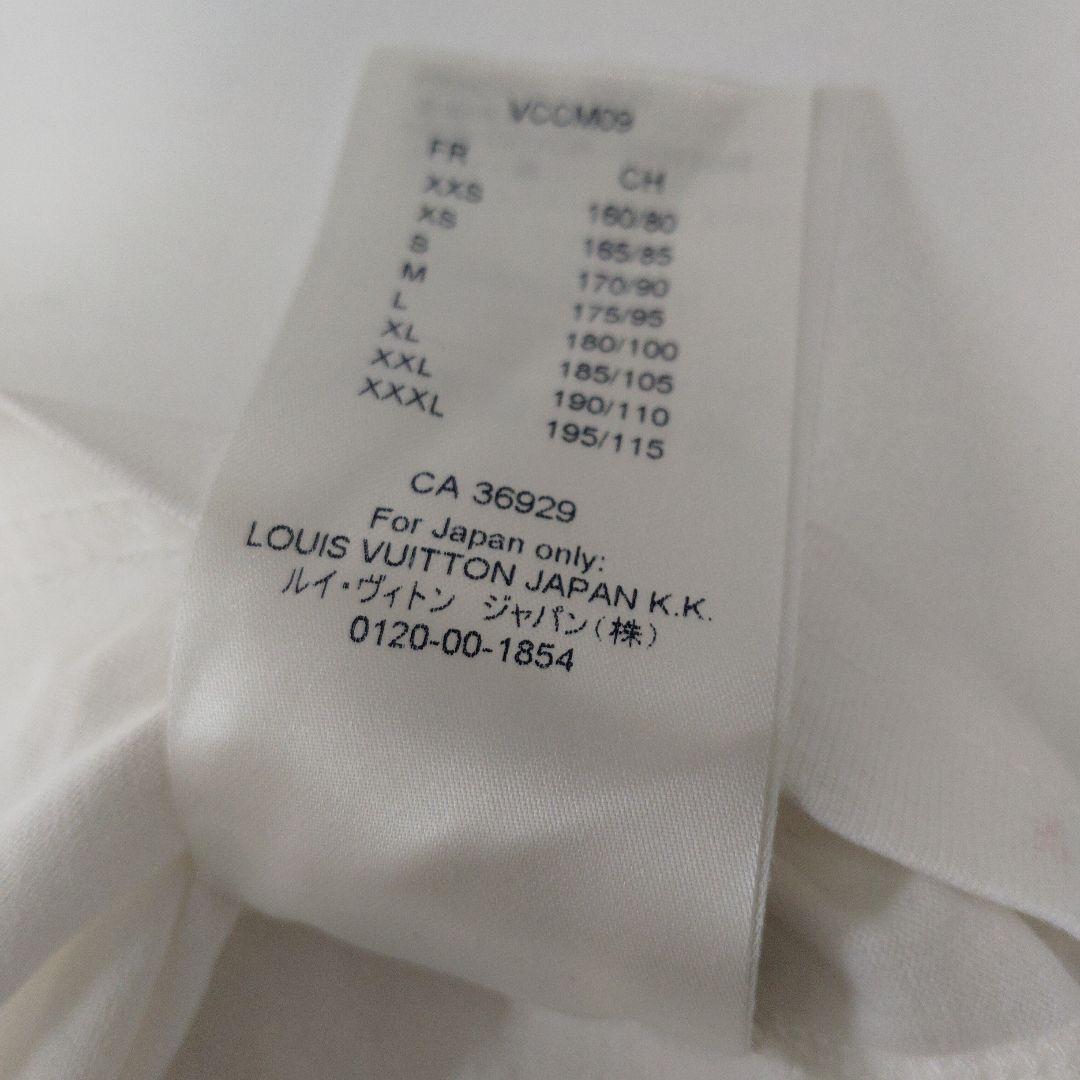 VCCM09
FR CH
XXS 160/80
XS 165/85
S 170/90
M 175/95
L 180/100
XL 185/105
XXL 190/110
XXXL 195/115
CA 36929
For Japan only:
LOUIS VUITTON JAPAN K.K.
ルイ・ヴィトン ジャパン(株)
0120-00-1854